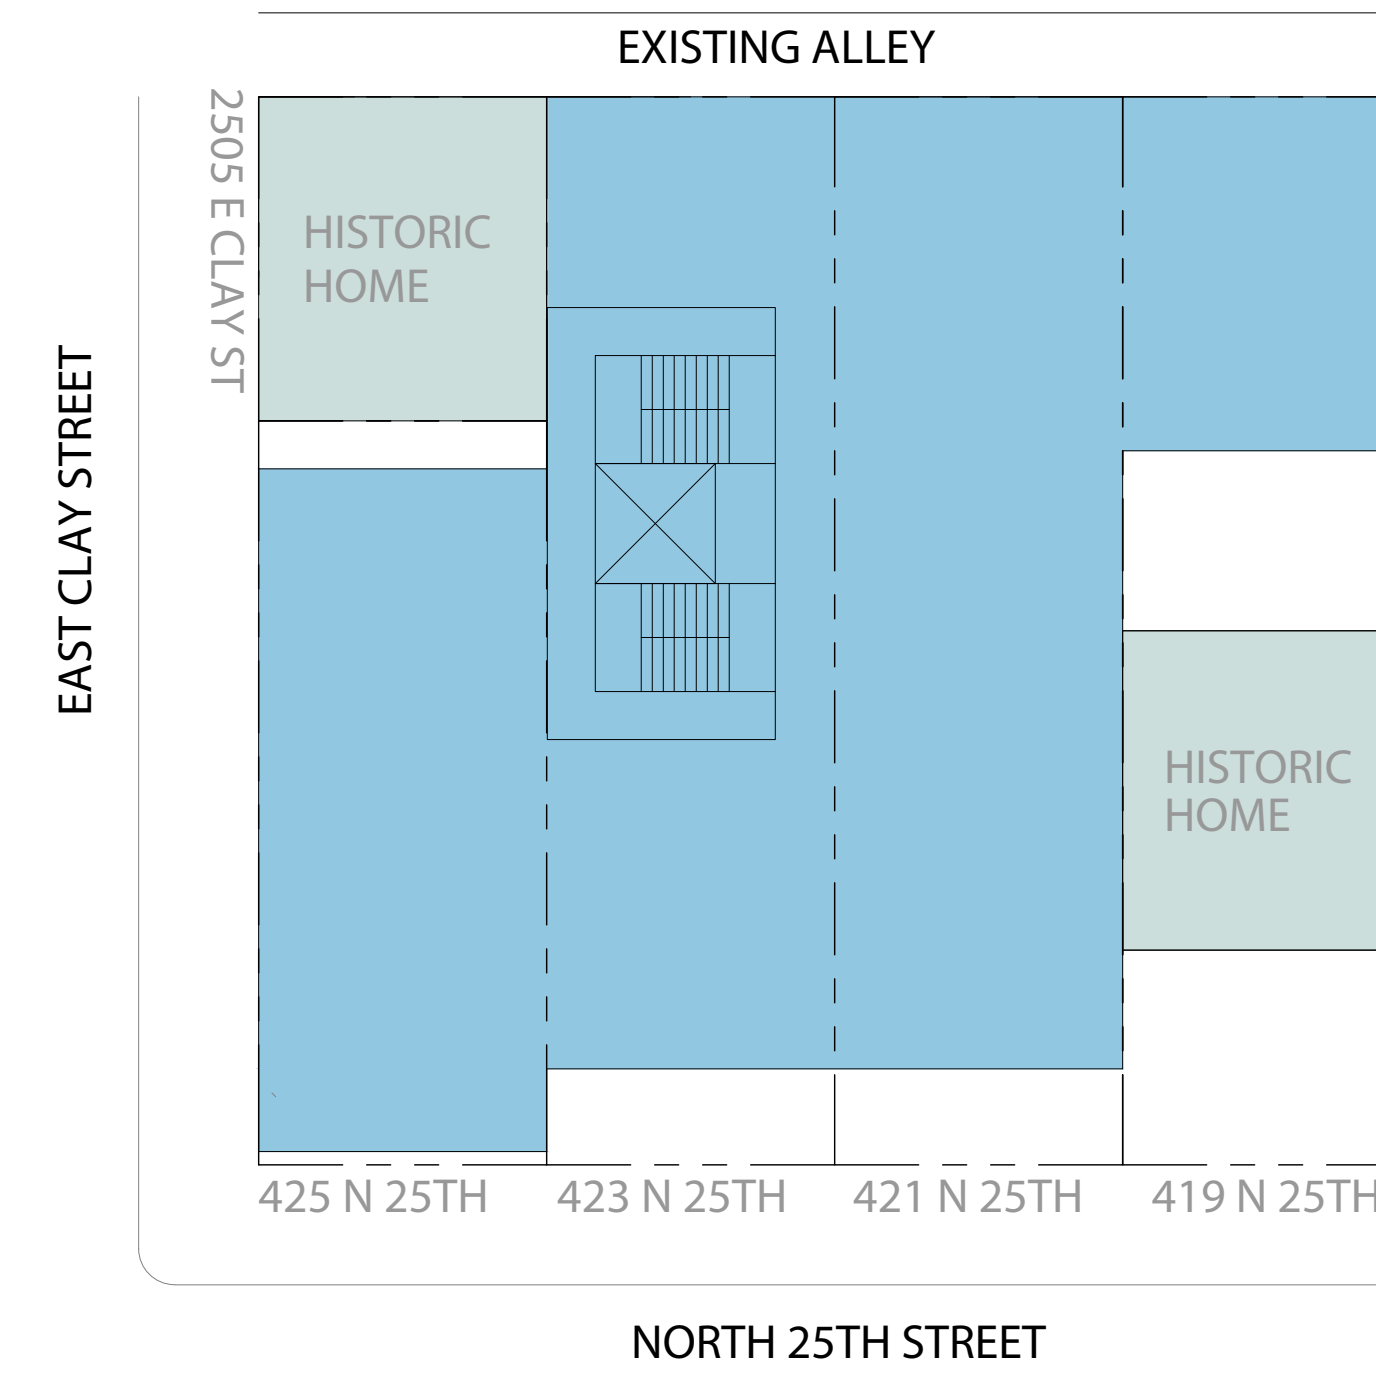 EXISTING ALLEY
2505 E CLAY ST
HISTORIC
HOME
EAST CLAY STREET
HISTORIC
HOME
425 N 25TH
423 N 25TH
421 N 25TH
419 N 25TH
NORTH 25TH STREET